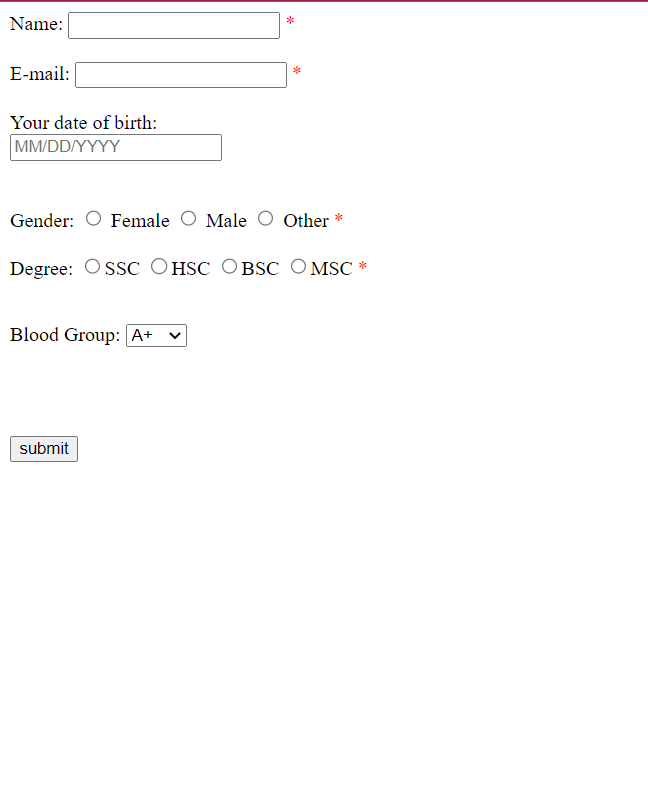 Name: *
E-mail: *
Your date of birth:
MM/DD/YYYY
Gender: Female Male Other *
Degree: SSC HSC BSC MSC *
Blood Group: A+
submit